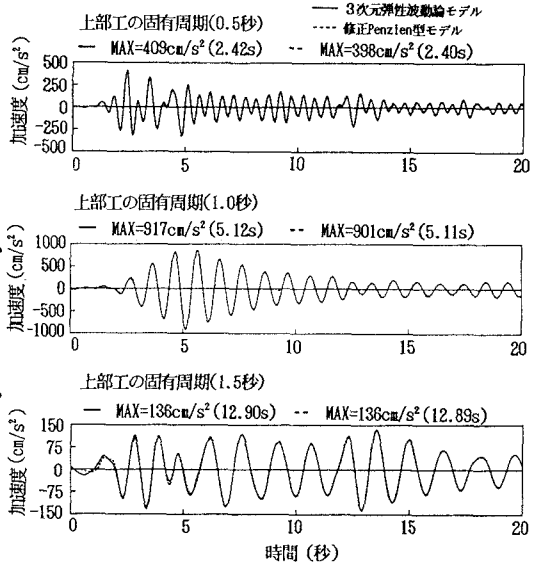 ── 3次元弾性波動論モデル
上部工の固有周期(0.5秒)
---- 修正Penzien型モデル
── MAX=409cm/s²(2.42s) -- MAX=398cm/s²(2.40s)
加速度(cm/s²)
500
250
0
-250
-500
0 5 10 15 20
上部工の固有周期(1.0秒)
── MAX=917cm/s²(5.12s) -- MAX=901cm/s²(5.11s)
加速度(cm/s²)
1000
500
0
-500
-1000
0 5 10 15 20
上部工の固有周期(1.5秒)
── MAX=136cm/s²(12.90s) -- MAX=136cm/s²(12.89s)
加速度(cm/s²)
150
75
0
-75
-150
0 5 10 15 20
時間(秒)